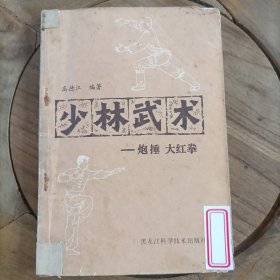 高德江 编著
少林武术
—炮捶 大红拳
黑龙江科学技术出版社